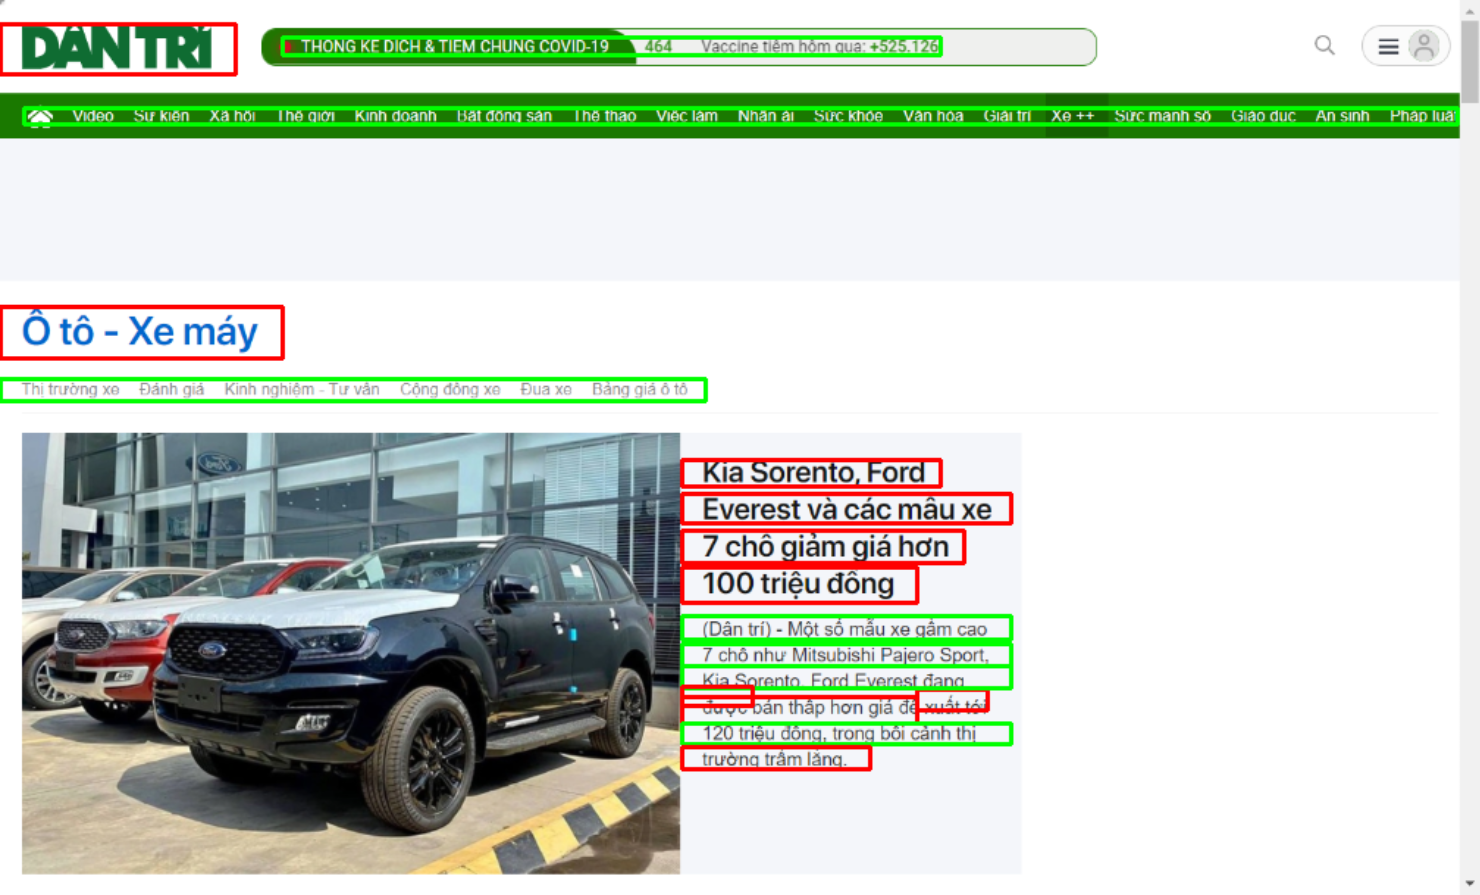 DÂN TRÍ
THỐNG KÊ DỊCH & TIÊM CHỦNG COVID-19 464 Vaccine tiêm hôm qua: +525.126
Video Sự kiện Xã hội Thế giới Kinh doanh Bất động sản Thể thao Việc làm Nhân ái Sức khỏe Văn hóa Giải trí Xe ++ Sức mạnh số Giáo dục An sinh Pháp luật
Ô tô - Xe máy
Thị trường xe Đánh giá Kinh nghiệm - Tư vấn Cộng đồng xe Đua xe Bảng giá ô tô
Kia Sorento, Ford
Everest và các mẫu xe
7 chỗ giảm giá hơn
100 triệu đồng
(Dân trí) - Một số mẫu xe gầm cao
7 chỗ như Mitsubishi Pajero Sport,
Kia Sorento, Ford Everest đang
được bán thấp hơn giá đề xuất tới
120 triệu đồng, trong bối cảnh thị
trường trầm lắng.
Ford
Ford